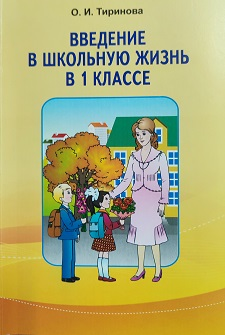 О. И. Тиринова
ВВЕДЕНИЕ
В ШКОЛЬНУЮ ЖИЗНЬ
В 1 КЛАССЕ